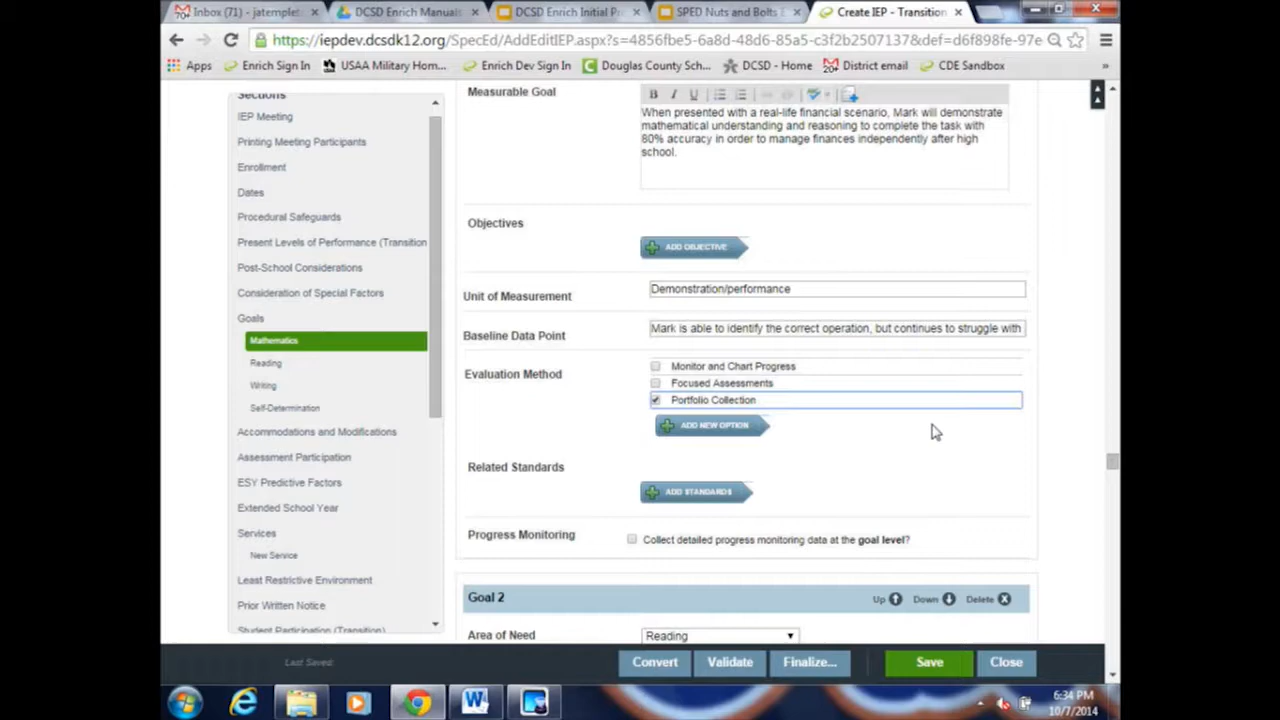 Inbox (71) - jatemplet
DCSD Enrich Manuals
DCSD Enrich Initial Pr
SPED Nuts and Bolts E
Create IEP - Transition
https://iepdev.dcsdk12.org/SpecEd/AddEditIEP.aspx?s=4856fbe5-6a8d-48d6-85a5-c3f2b2507137&def=d6f898fe-97e
Apps
Enrich Sign In
USAA Military Hom...
Enrich Dev Sign In
Douglas County Sch...
DCSD - Home
District email
CDE Sandbox
»
Sections
IEP Meeting
Printing Meeting Participants
Enrollment
Dates
Procedural Safeguards
Present Levels of Performance (Transition
Post-School Considerations
Consideration of Special Factors
Goals
Mathematics
Reading
Writing
Self-Determination
Accommodations and Modifications
Assessment Participation
ESY Predictive Factors
Extended School Year
Services
New Service
Least Restrictive Environment
Prior Written Notice
Student Participation (Transition)
Measurable Goal
B I U
When presented with a real-life financial scenario, Mark will demonstrate
mathematical understanding and reasoning to complete the task with
80% accuracy in order to manage finances independently after high
school.
Objectives
ADD OBJECTIVE
Unit of Measurement
Demonstration/performance
Baseline Data Point
Mark is able to identify the correct operation, but continues to struggle with
Evaluation Method
Monitor and Chart Progress
Focused Assessments
Portfolio Collection
ADD NEW OPTION
Related Standards
ADD STANDARDS
Progress Monitoring
Collect detailed progress monitoring data at the goal level?
Goal 2
Up
Down
Delete
Area of Need
Reading
Last Saved:
Convert
Validate
Finalize...
Save
Close
6:34 PM
10/7/2014